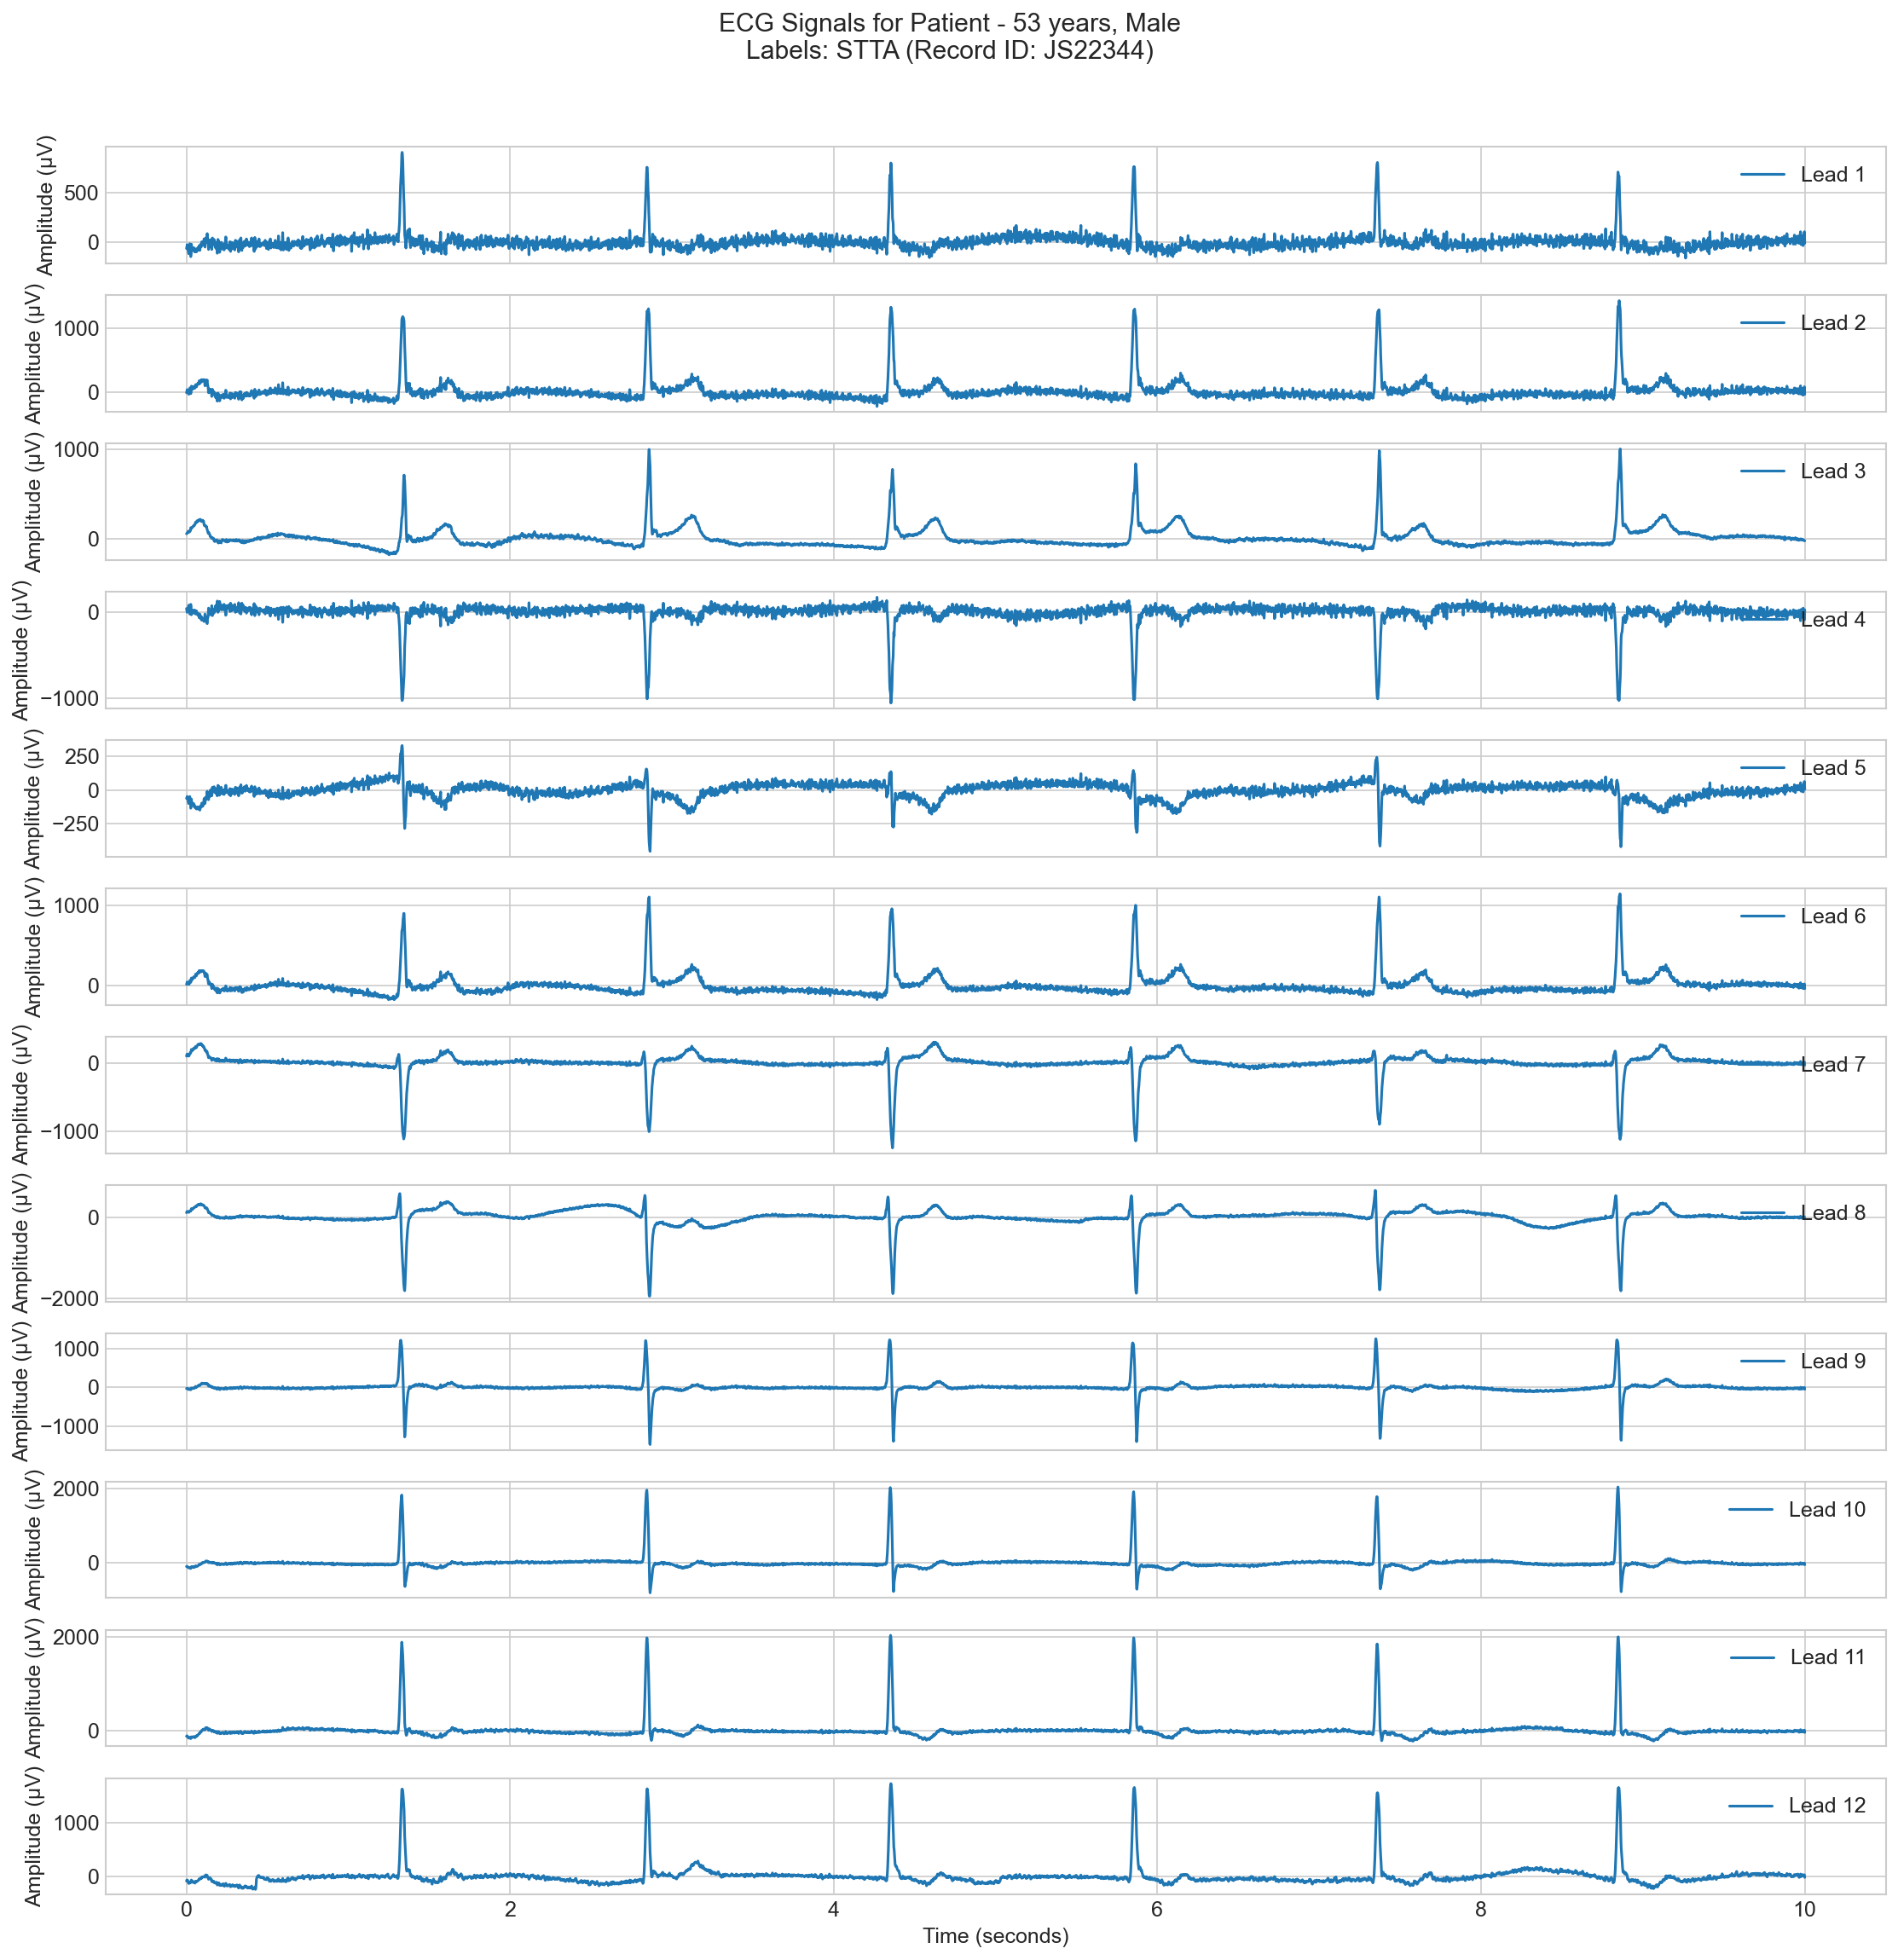 ECG Signals for Patient - 53 years, Male
Labels: STTA (Record ID: JS22344)
Amplitude (µV)
500
0
Lead 1
Amplitude (µV)
1000
0
Lead 2
Amplitude (µV)
1000
0
Lead 3
Amplitude (µV)
0
−1000
Lead 4
Amplitude (µV)
250
0
−250
Lead 5
Amplitude (µV)
1000
0
Lead 6
Amplitude (µV)
0
−1000
Lead 7
Amplitude (µV)
0
−2000
Lead 8
Amplitude (µV)
1000
0
−1000
Lead 9
Amplitude (µV)
2000
0
Lead 10
Amplitude (µV)
2000
0
Lead 11
Amplitude (µV)
1000
0
Lead 12
0 2 4 6 8 10
Time (seconds)